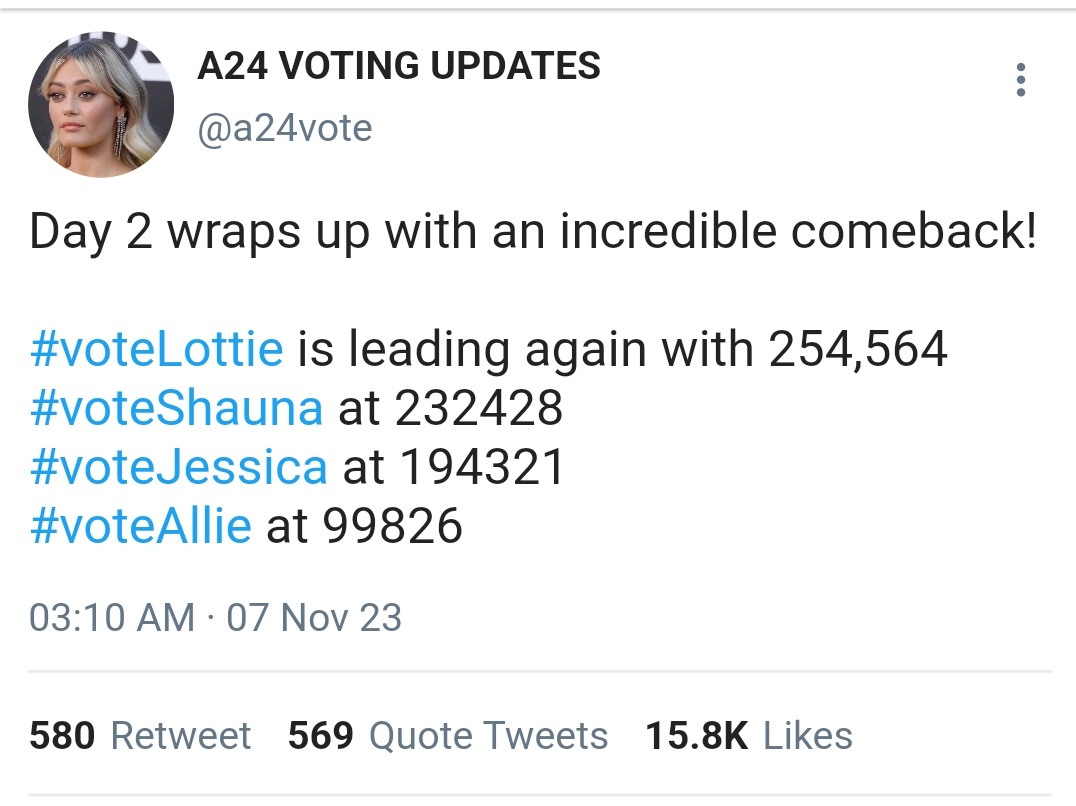 A24 VOTING UPDATES
@a24vote
Day 2 wraps up with an incredible comeback!
#voteLottie is leading again with 254,564
#voteShauna at 232428
#voteJessica at 194321
#voteAllie at 99826
03:10 AM · 07 Nov 23
580 Retweet 569 Quote Tweets 15.8K Likes